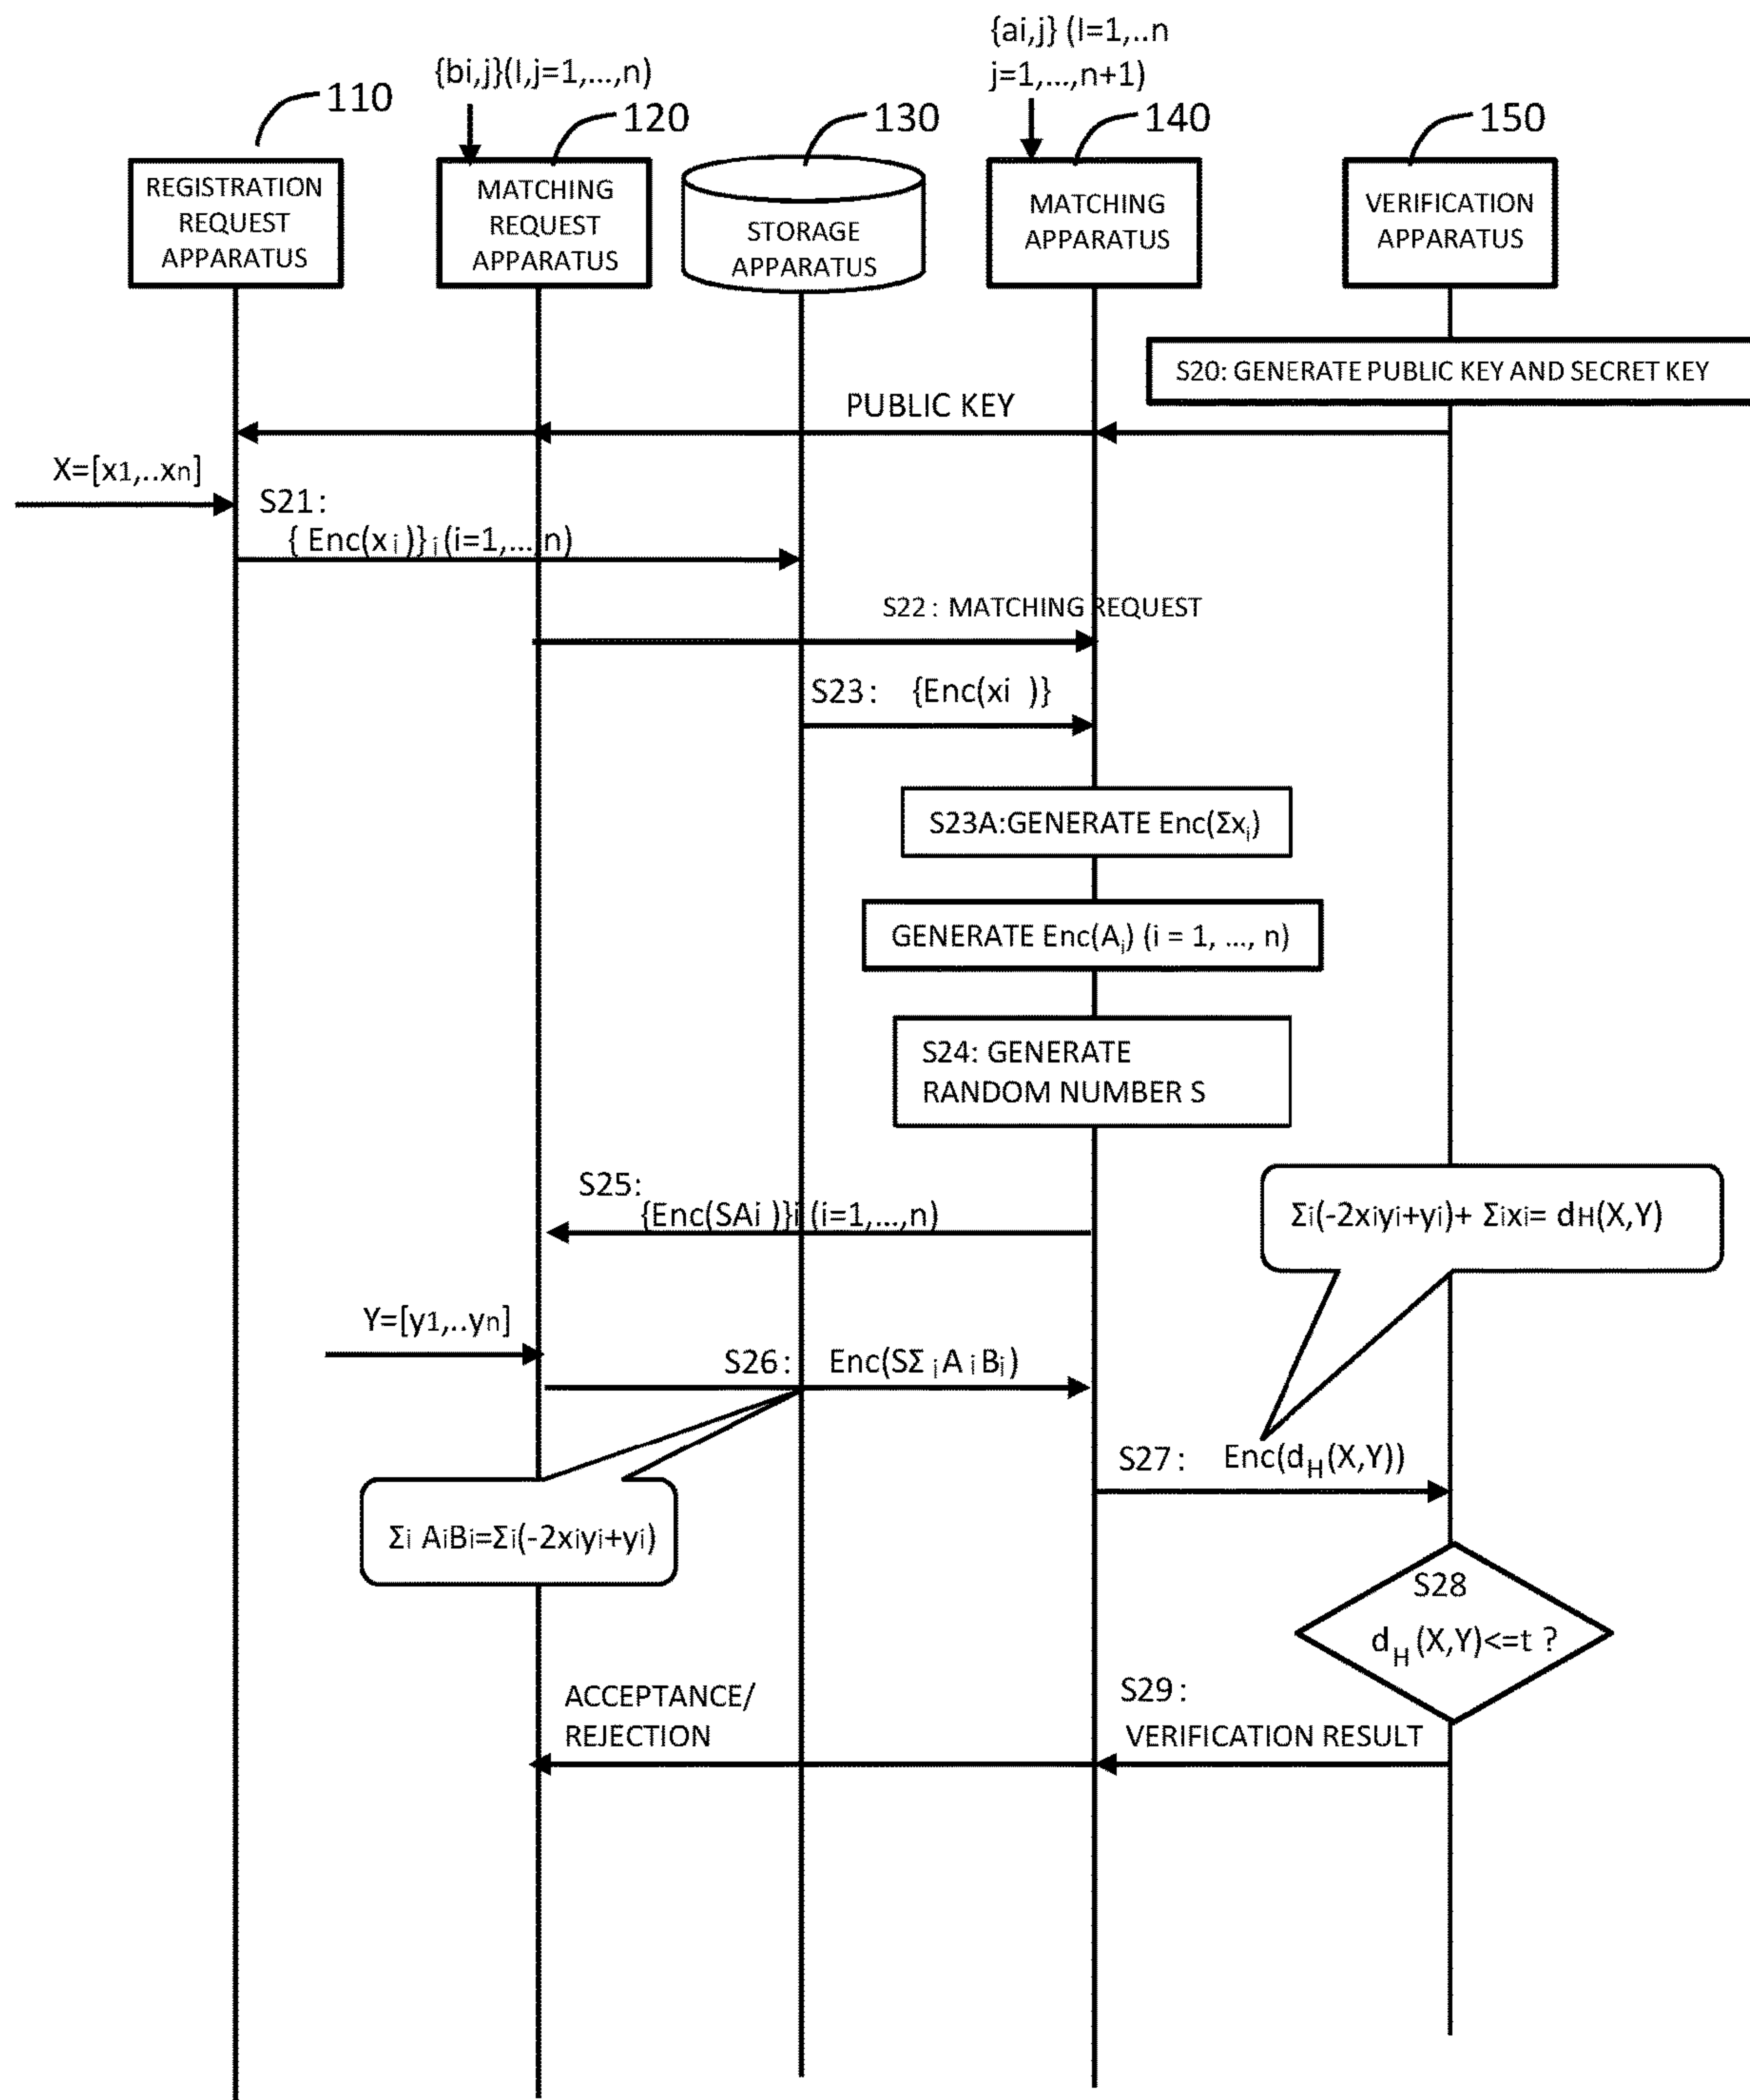 {ai,j} (I=1,..n
j=1,...,n+1)
{bi,j}(I,j=1,...,n)
110
120
130
140
150
REGISTRATION
REQUEST
APPARATUS
MATCHING
REQUEST
APPARATUS
STORAGE
APPARATUS
MATCHING
APPARATUS
VERIFICATION
APPARATUS
S20: GENERATE PUBLIC KEY AND SECRET KEY
PUBLIC KEY
X=[x1,..xn]
S21:
{ Enc(xi)}i (i=1,...,n)
S22: MATCHING REQUEST
S23: {Enc(xi )}
S23A:GENERATE Enc(Σxi)
GENERATE Enc(Ai) (i = 1, ..., n)
S24: GENERATE
RANDOM NUMBER S
S25:
{Enc(SAi )}i (i=1,...,n)
Σi(-2xiyi+yi)+ Σixi= dH(X,Y)
Y=[y1,..yn]
S26: Enc(SΣiAiBi)
S27: Enc(dH(X,Y))
Σi AiBi=Σi(-2xiyi+yi)
S28
dH(X,Y)<=t ?
ACCEPTANCE/
REJECTION
S29:
VERIFICATION RESULT